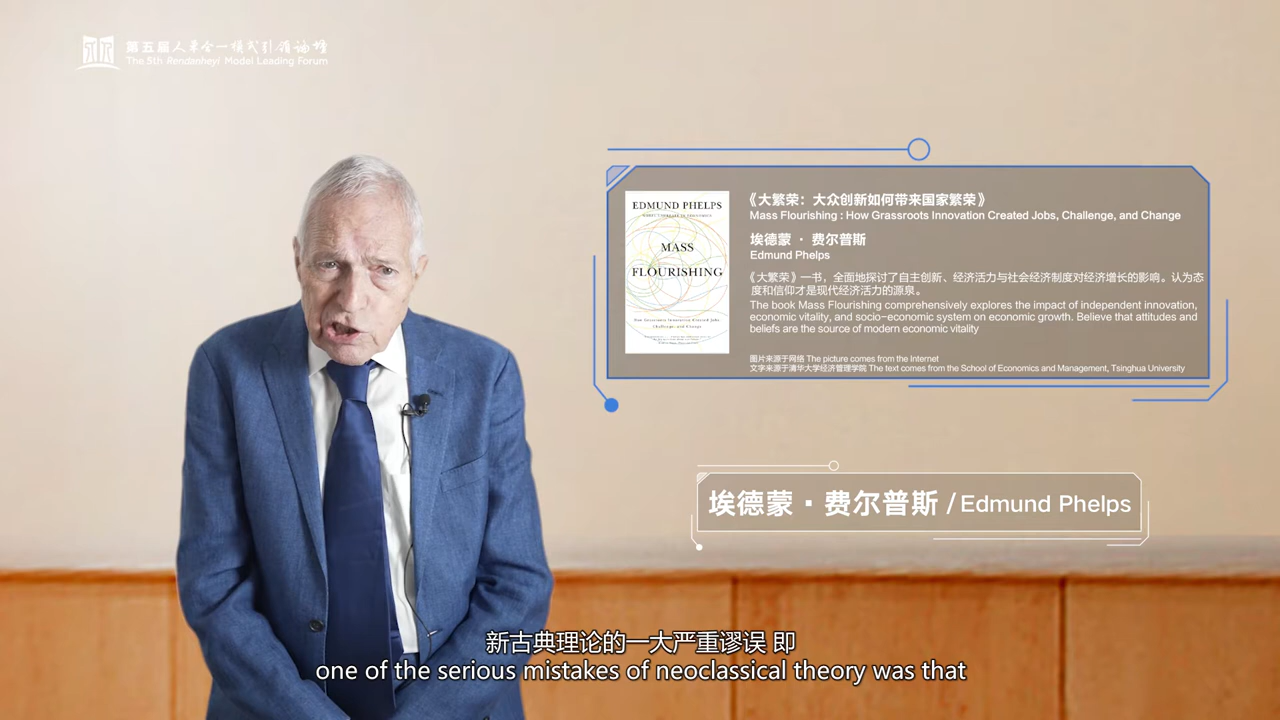 第五届人单合一模式引领论坛
The 5th Rendanheyi Model Leading Forum
EDMUND PHELPS
MASS
FLOURISHING
How Grassroots Innovation Created Jobs,
Challenge, and Change
《大繁荣：大众创新如何带来国家繁荣》
Mass Flourishing : How Grassroots Innovation Created Jobs, Challenge, and Change
埃德蒙 · 费尔普斯
Edmund Phelps
《大繁荣》一书，全面地探讨了自主创新、经济活力与社会经济制度对经济增长的影响。认为态
度和信仰才是现代经济活力的源泉。
The book Mass Flourishing comprehensively explores the impact of independent innovation,
economic vitality, and socio-economic system on economic growth. Believe that attitudes and
beliefs are the source of modern economic vitality
图片来源于网络 The picture comes from the Internet
文字来源于清华大学经济管理学院 The text comes from the School of Economics and Management, Tsinghua University
埃德蒙 · 费尔普斯 / Edmund Phelps
新古典理论的一大严重谬误 即
one of the serious mistakes of neoclassical theory was that